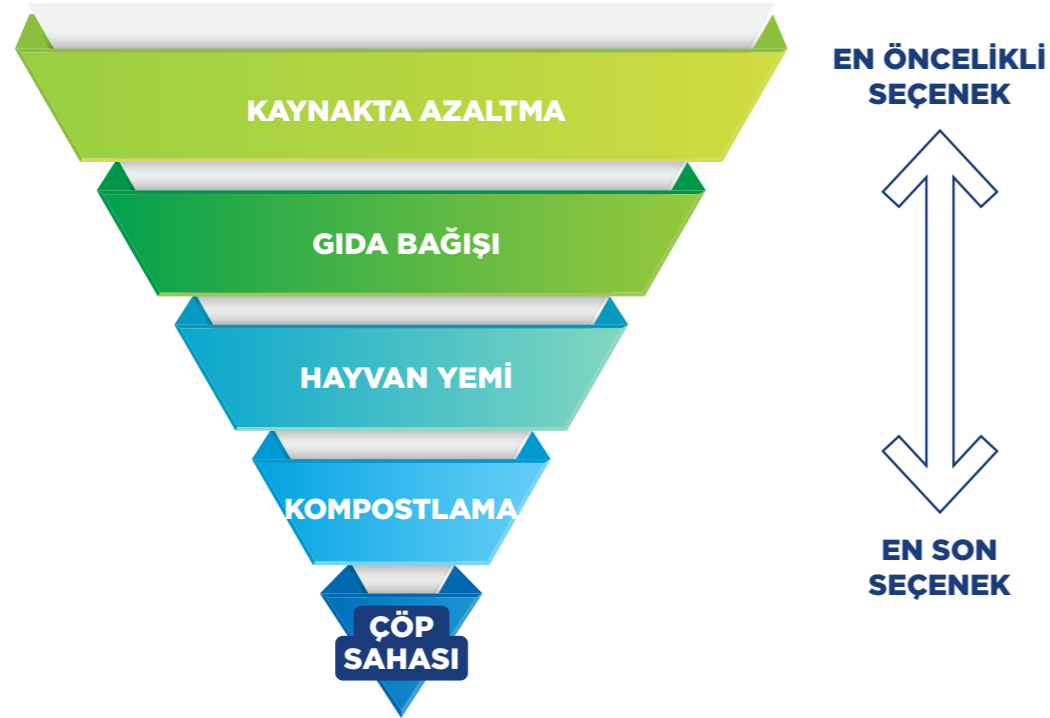 KAYNAKTA AZALTMA
GIDA BAĞIŞI
HAYVAN YEMİ
KOMPOSTLAMA
ÇÖP
SAHASI
EN ÖNCELİKLİ
SEÇENEK
EN SON
SEÇENEK